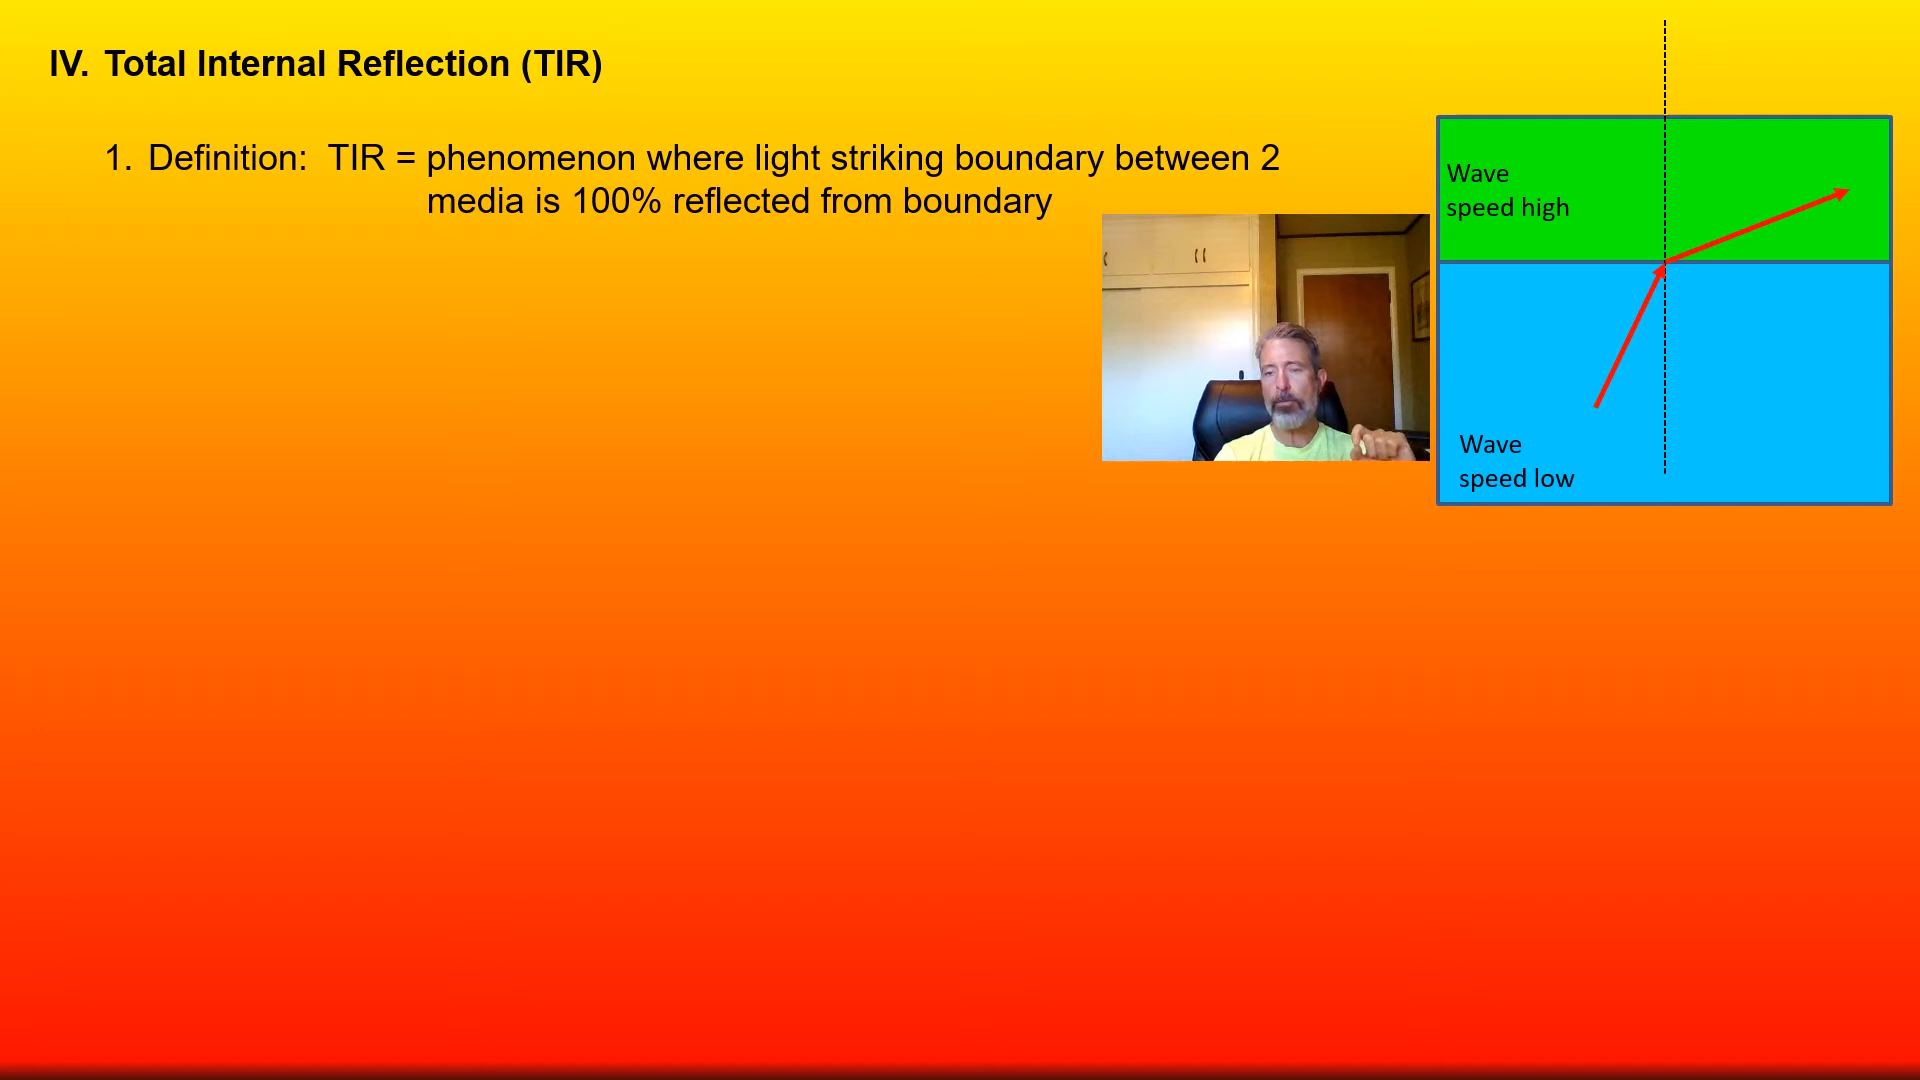 IV. Total Internal Reflection (TIR)
1. Definition: TIR = phenomenon where light striking boundary between 2
media is 100% reflected from boundary
Wave
speed high
Wave
speed low